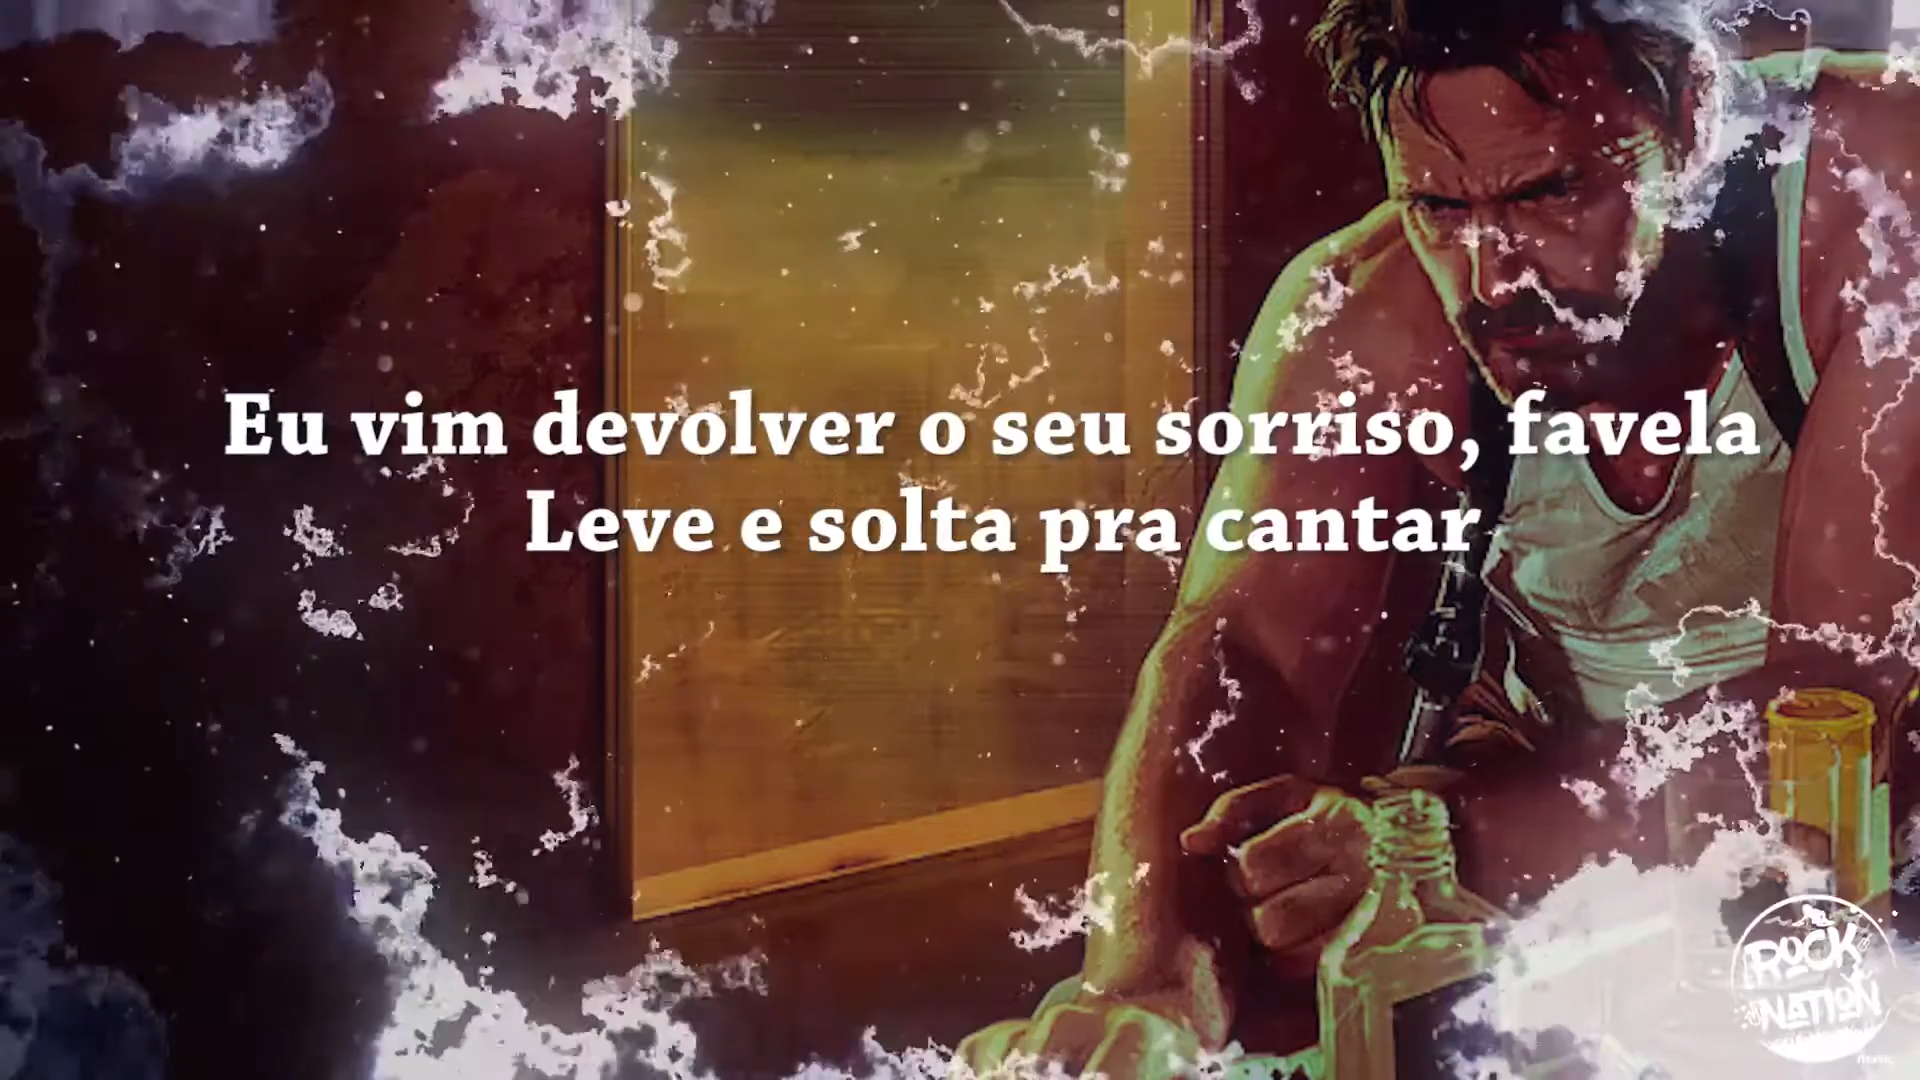 Eu vim devolver o seu sorriso, favela
Leve e solta pra cantar
ROCK
NATION